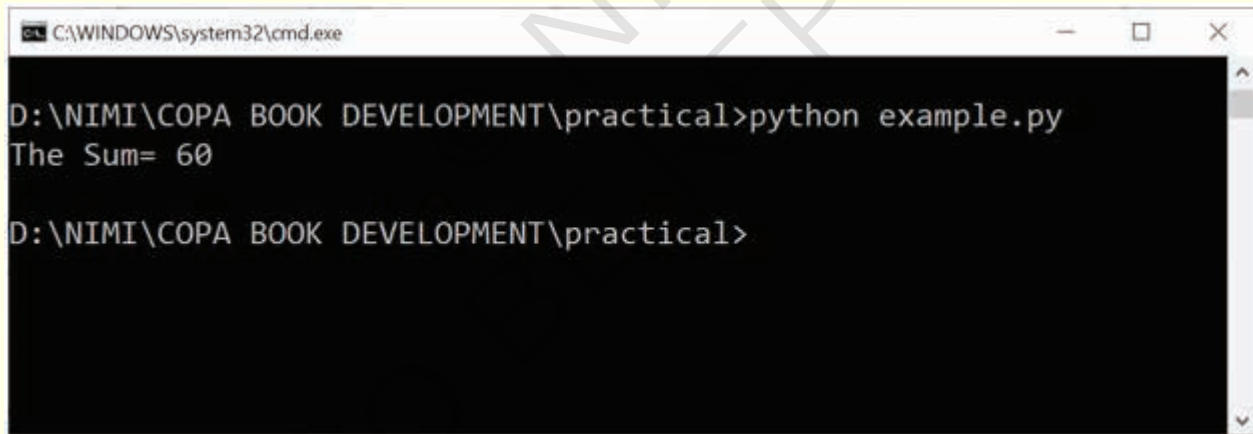 C:\WINDOWS\system32\cmd.exe
D:\NIMI\COPA BOOK DEVELOPMENT\practical>python example.py
The Sum= 60
D:\NIMI\COPA BOOK DEVELOPMENT\practical>